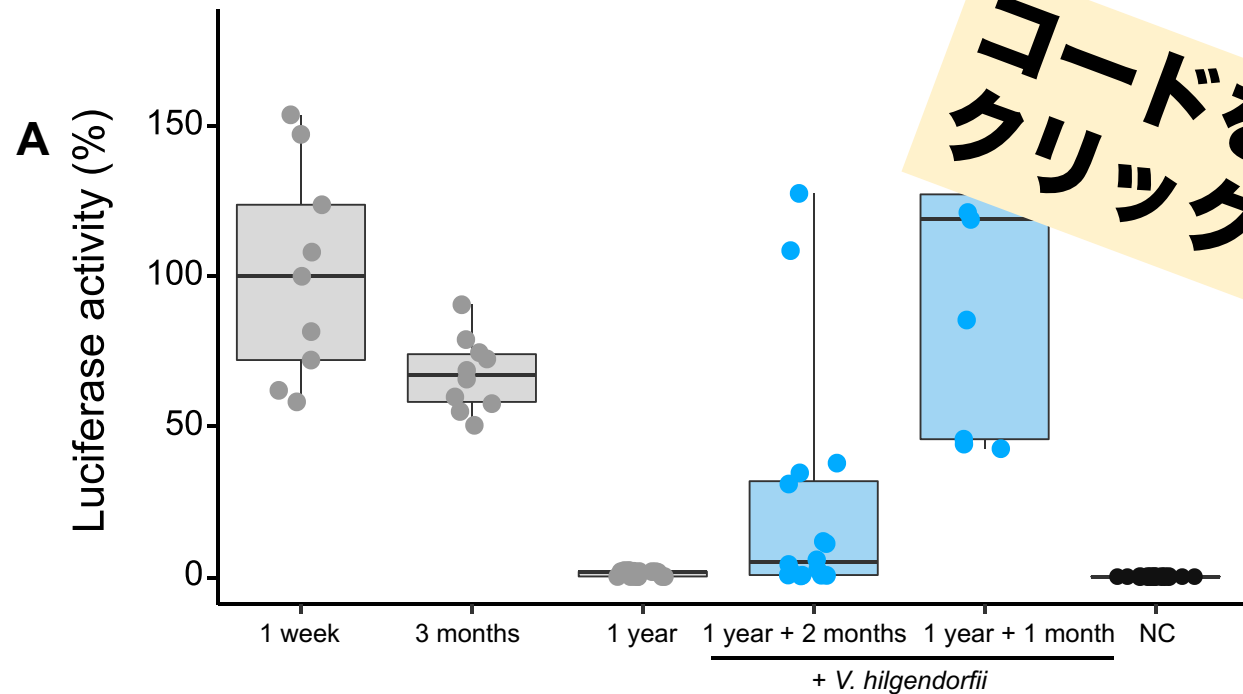 コードを
クリック
A
Luciferase activity (%)
150
100
50
0
1 week
3 months
1 year
1 year + 2 months
1 year + 1 month
NC
+ V. hilgendorfii